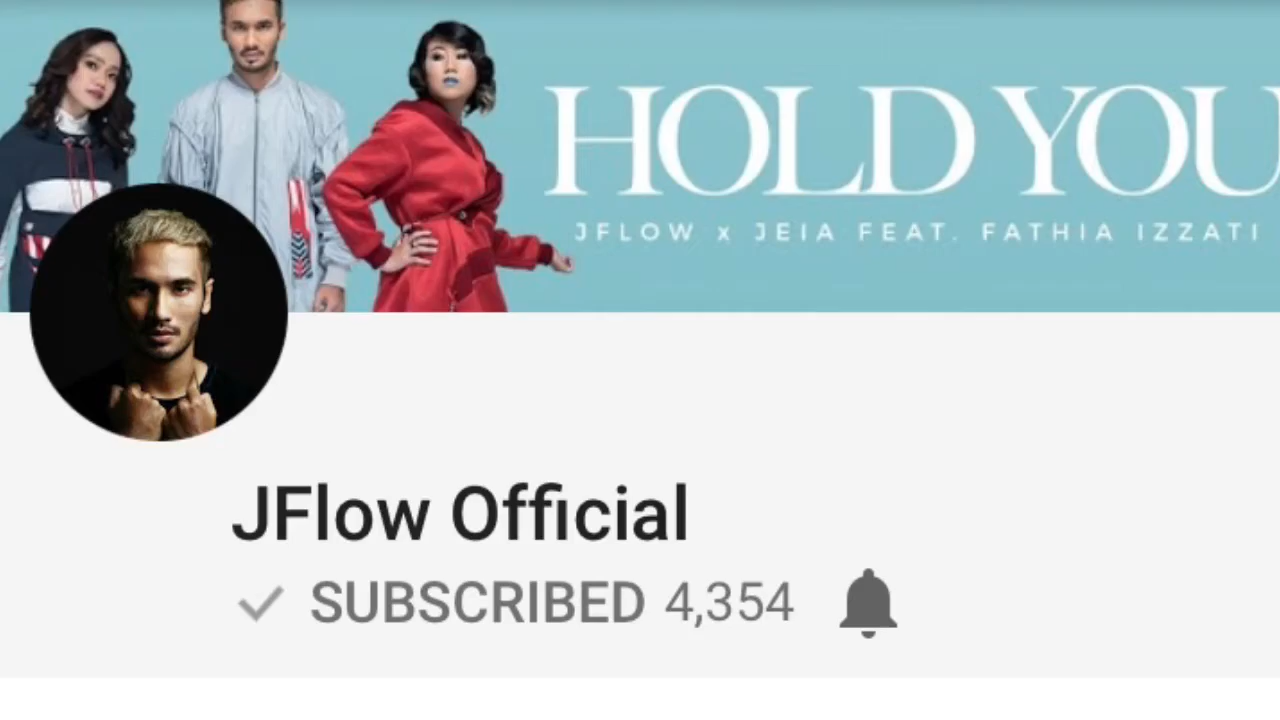 HOLD YOU
JFLOW x JEIA FEAT. FATHIA IZZATI
JFlow Official
SUBSCRIBED 4,354